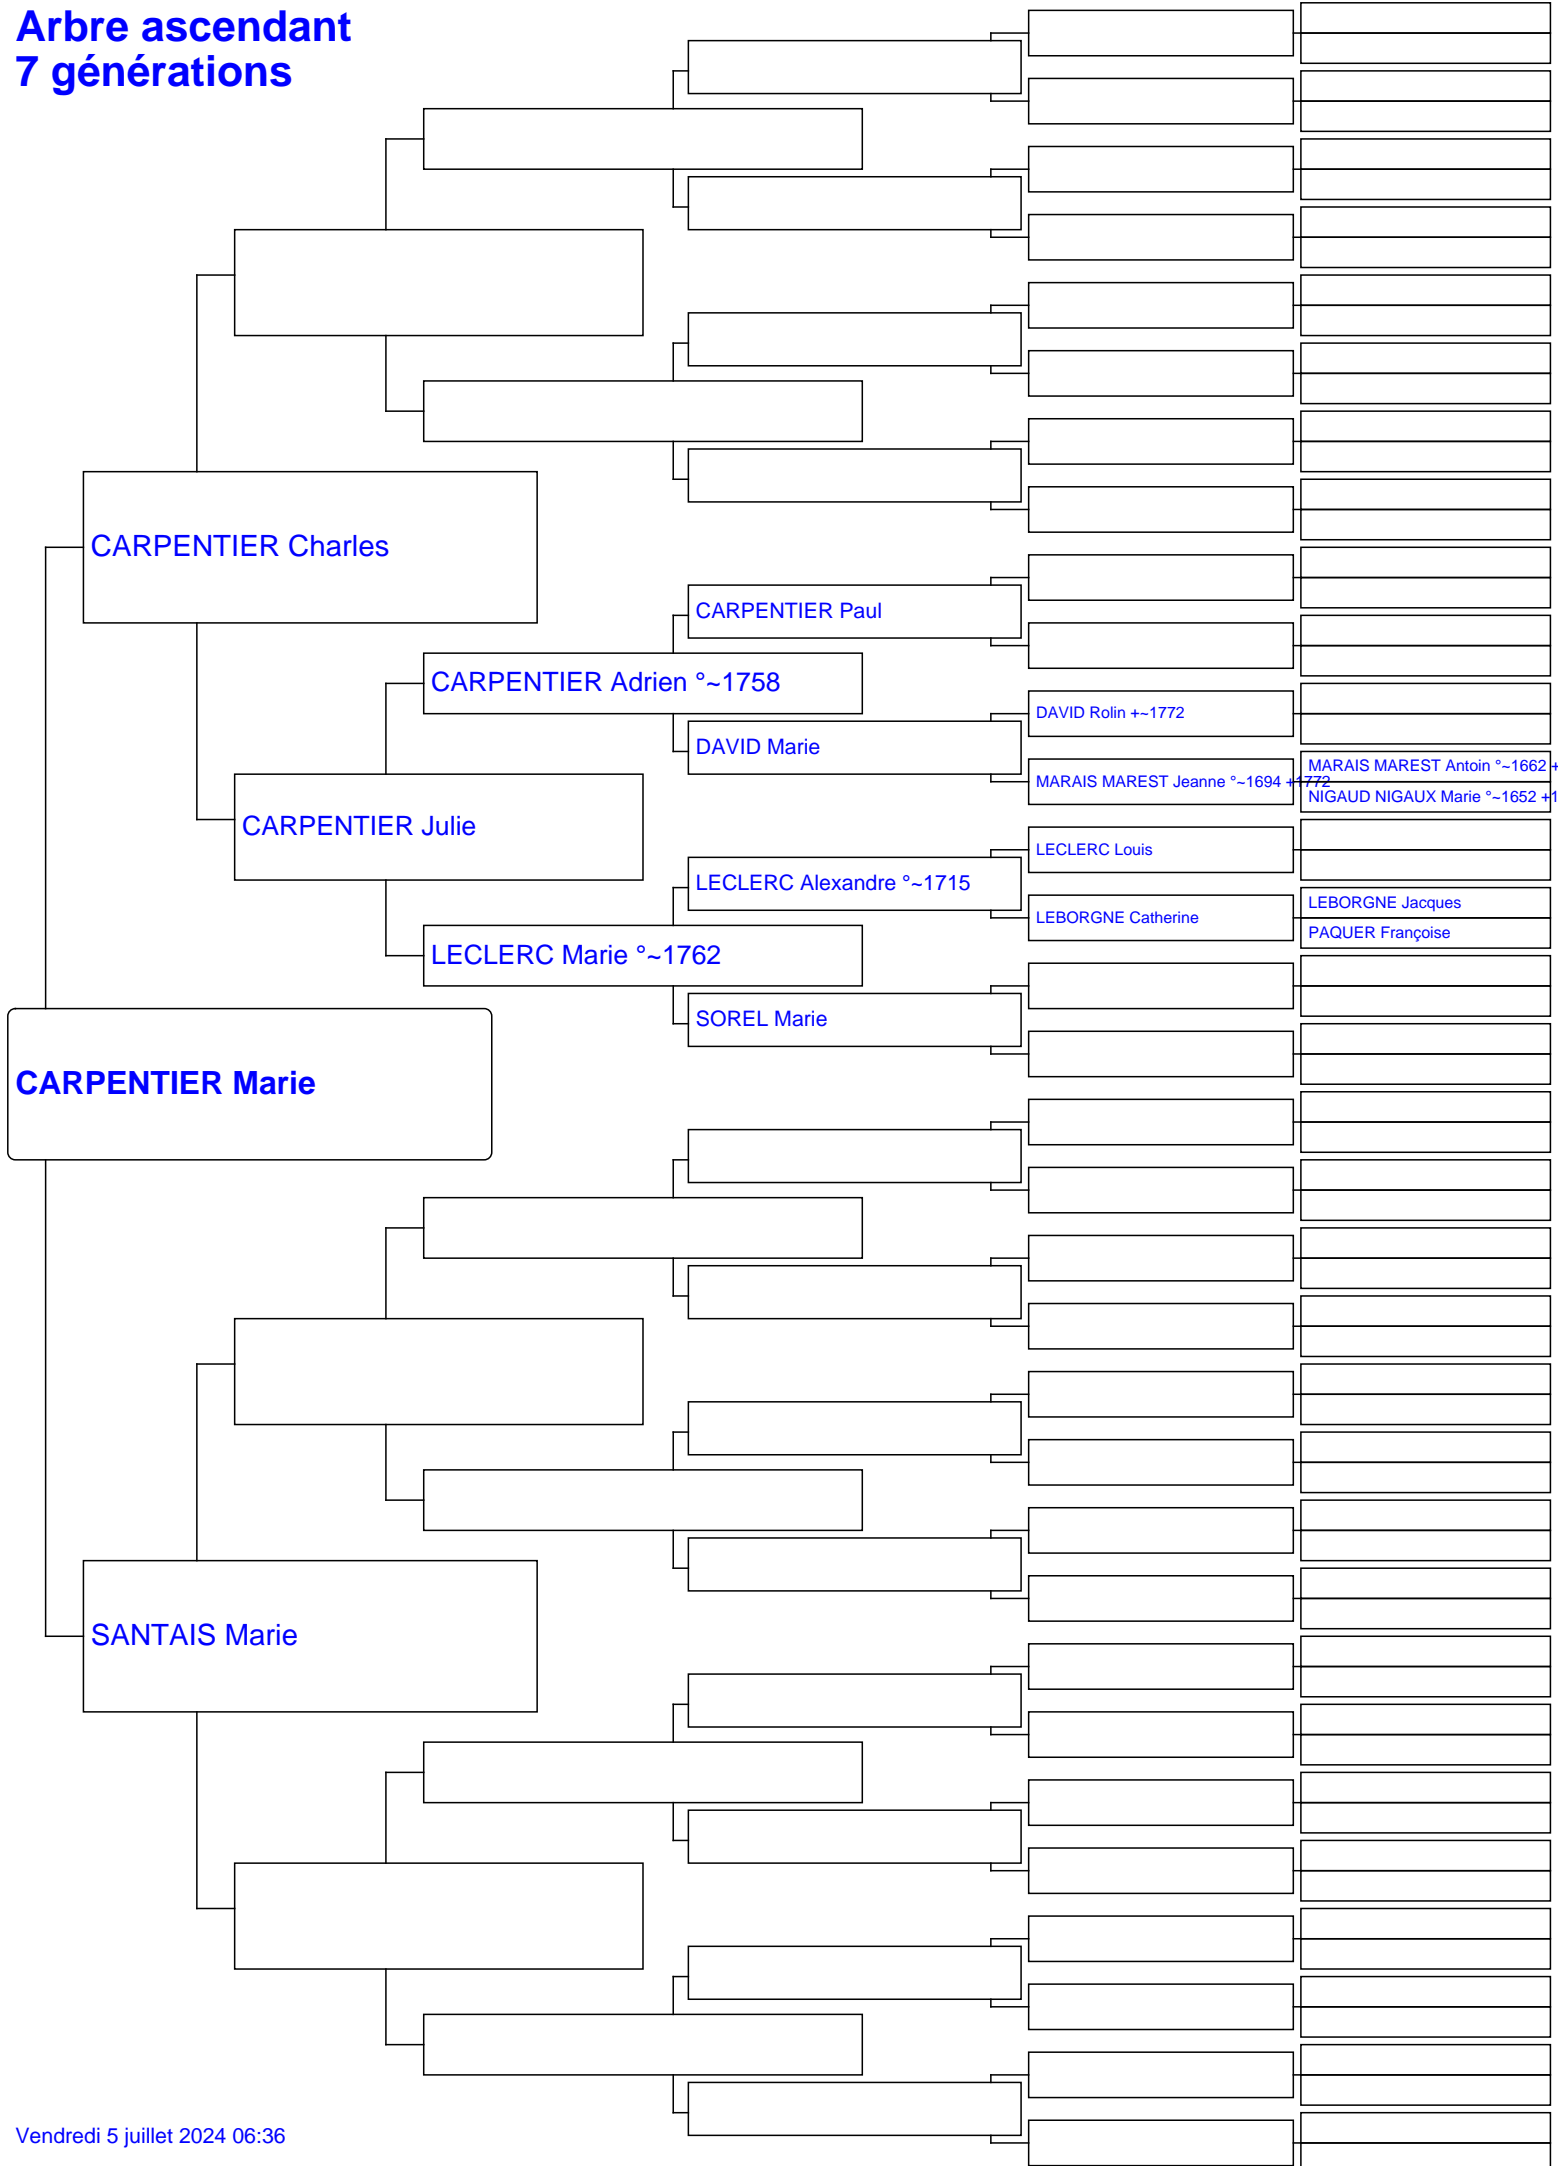 Arbre ascendant
7 générations
CARPENTIER Charles
CARPENTIER Paul
CARPENTIER Adrien °~1758
DAVID Rolin +~1772
DAVID Marie
MARAIS MAREST Antoin °~1662 +
MARAIS MAREST Jeanne °~1694 +1772
NIGAUD NIGAUX Marie °~1652 +1
CARPENTIER Julie
LECLERC Louis
LECLERC Alexandre °~1715
LEBORGNE Jacques
LEBORGNE Catherine
PAQUER Françoise
LECLERC Marie °~1762
SOREL Marie
CARPENTIER Marie
SANTAIS Marie
Vendredi 5 juillet 2024 06:36